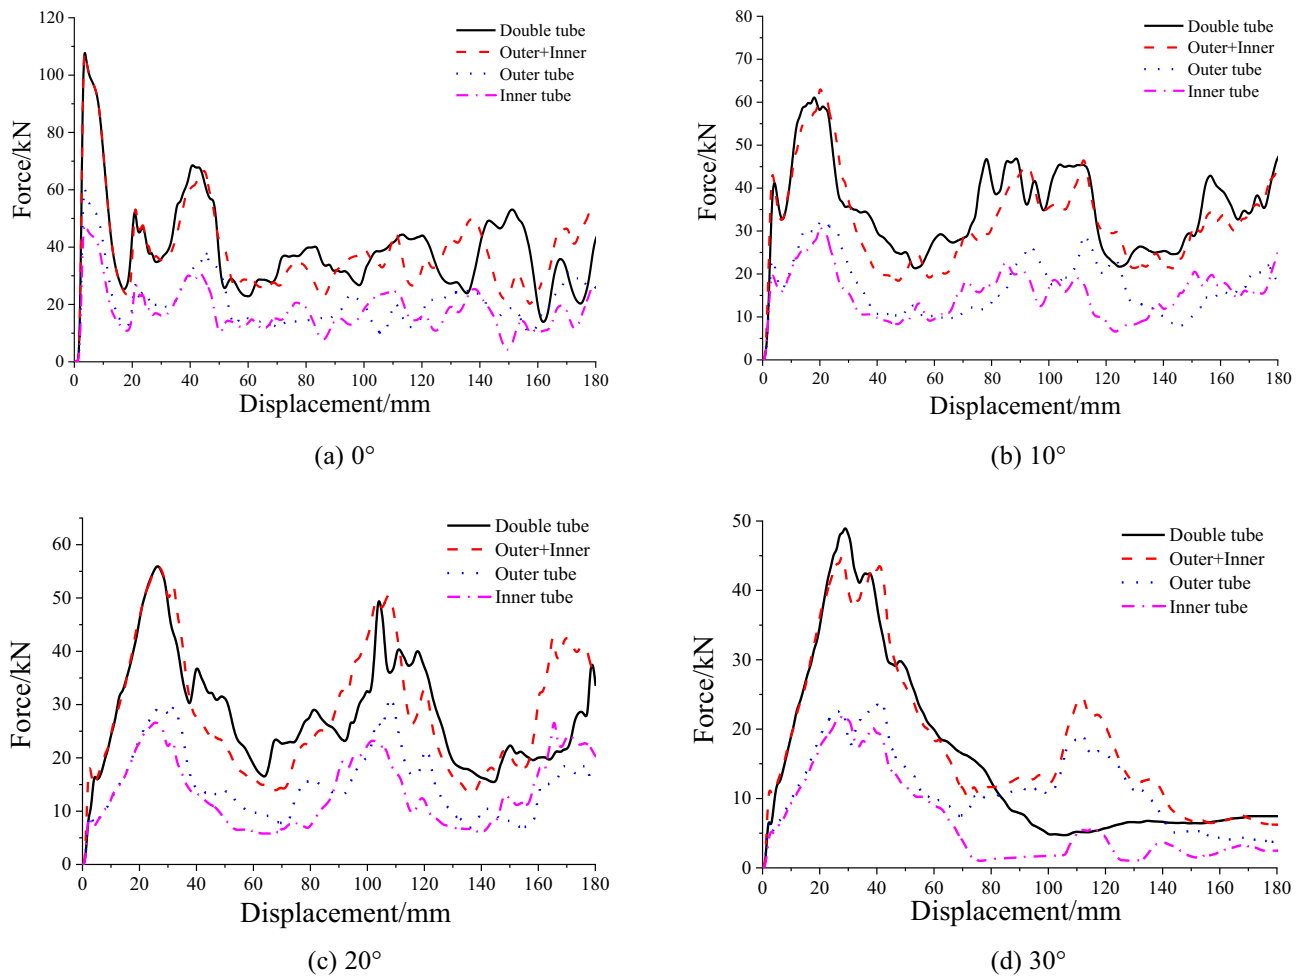 120
100
80
60
40
20
0
Force/kN
Double tube
Outer+Inner
Outer tube
Inner tube
0 20 40 60 80 100 120 140 160 180
Displacement/mm
(a) 0°
80
70
60
50
40
30
20
10
0
Force/kN
Double tube
Outer+Inner
Outer tube
Inner tube
0 20 40 60 80 100 120 140 160 180
Displacement/mm
(b) 10°
60
50
40
30
20
10
0
Force/kN
Double tube
Outer+Inner
Outer tube
Inner tube
0 20 40 60 80 100 120 140 160 180
Displacement/mm
(c) 20°
50
40
30
20
10
0
Force/kN
Double tube
Outer+Inner
Outer tube
Inner tube
0 20 40 60 80 100 120 140 160 180
Displacement/mm
(d) 30°